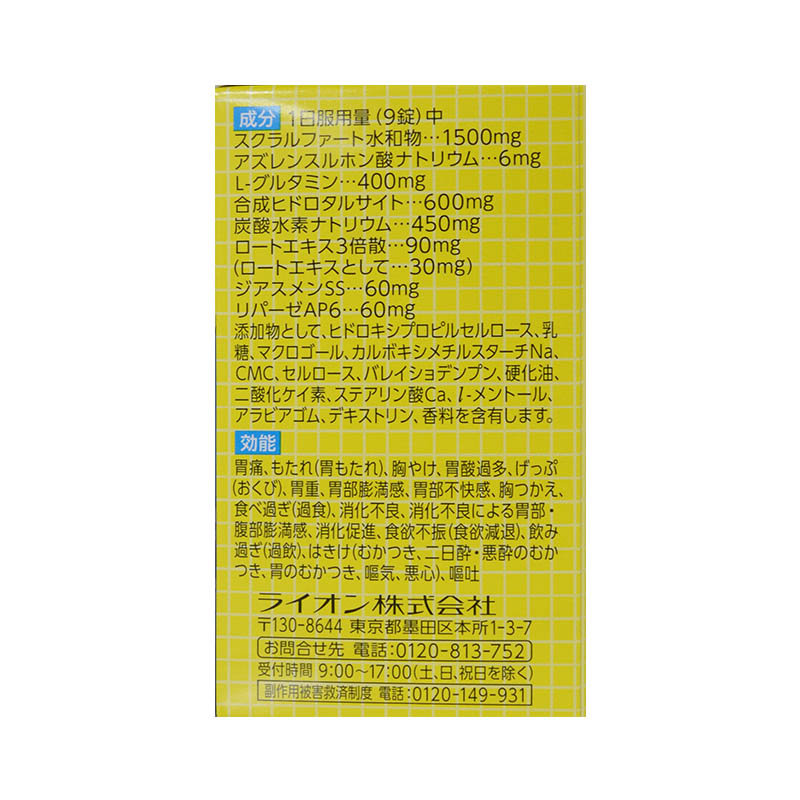 成分 1日服用量(9錠)中
スクラルファート水和物…1500mg
アズレンスルホン酸ナトリウム…6mg
L-グルタミン…400mg
合成ヒドロタルサイト…600mg
炭酸水素ナトリウム…450mg
ロートエキス3倍散…90mg
(ロートエキスとして…30mg)
ジアスメンSS…60mg
リパーゼAP6…60mg
添加物として、ヒドロキシプロピルセルロース、乳
糖、マクロゴール、カルボキシメチルスターチNa、
CMC、セルロース、バレイショデンプン、硬化油、
二酸化ケイ素、ステアリン酸Ca、l-メントール、
アラビアゴム、デキストリン、香料を含有します。
効能
胃痛、もたれ(胃もたれ)、胸やけ、胃酸過多、げっぷ
(おくび)、胃重、胃部膨満感、胃部不快感、胸つかえ、
食べ過ぎ(過食)、消化不良、消化不良による胃部・
腹部膨満感、消化促進、食欲不振(食欲減退)、飲み
過ぎ(過飲)、はきけ(むかつき、二日酔・悪酔のむか
つき、胃のむかつき、嘔気、悪心)、嘔吐
ライオン株式会社
〒130-8644 東京都墨田区本所1-3-7
お問合せ先 電話:0120-813-752
受付時間 9:00〜17:00(土、日、祝日を除く)
副作用被害救済制度 電話:0120-149-931